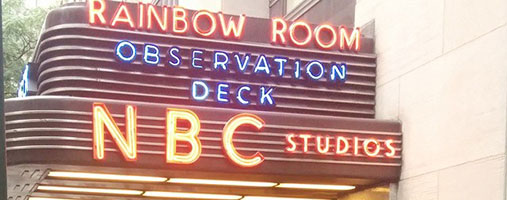 RAINBOW ROOM
OBSERVATION
DECK
NBC STUDIOS